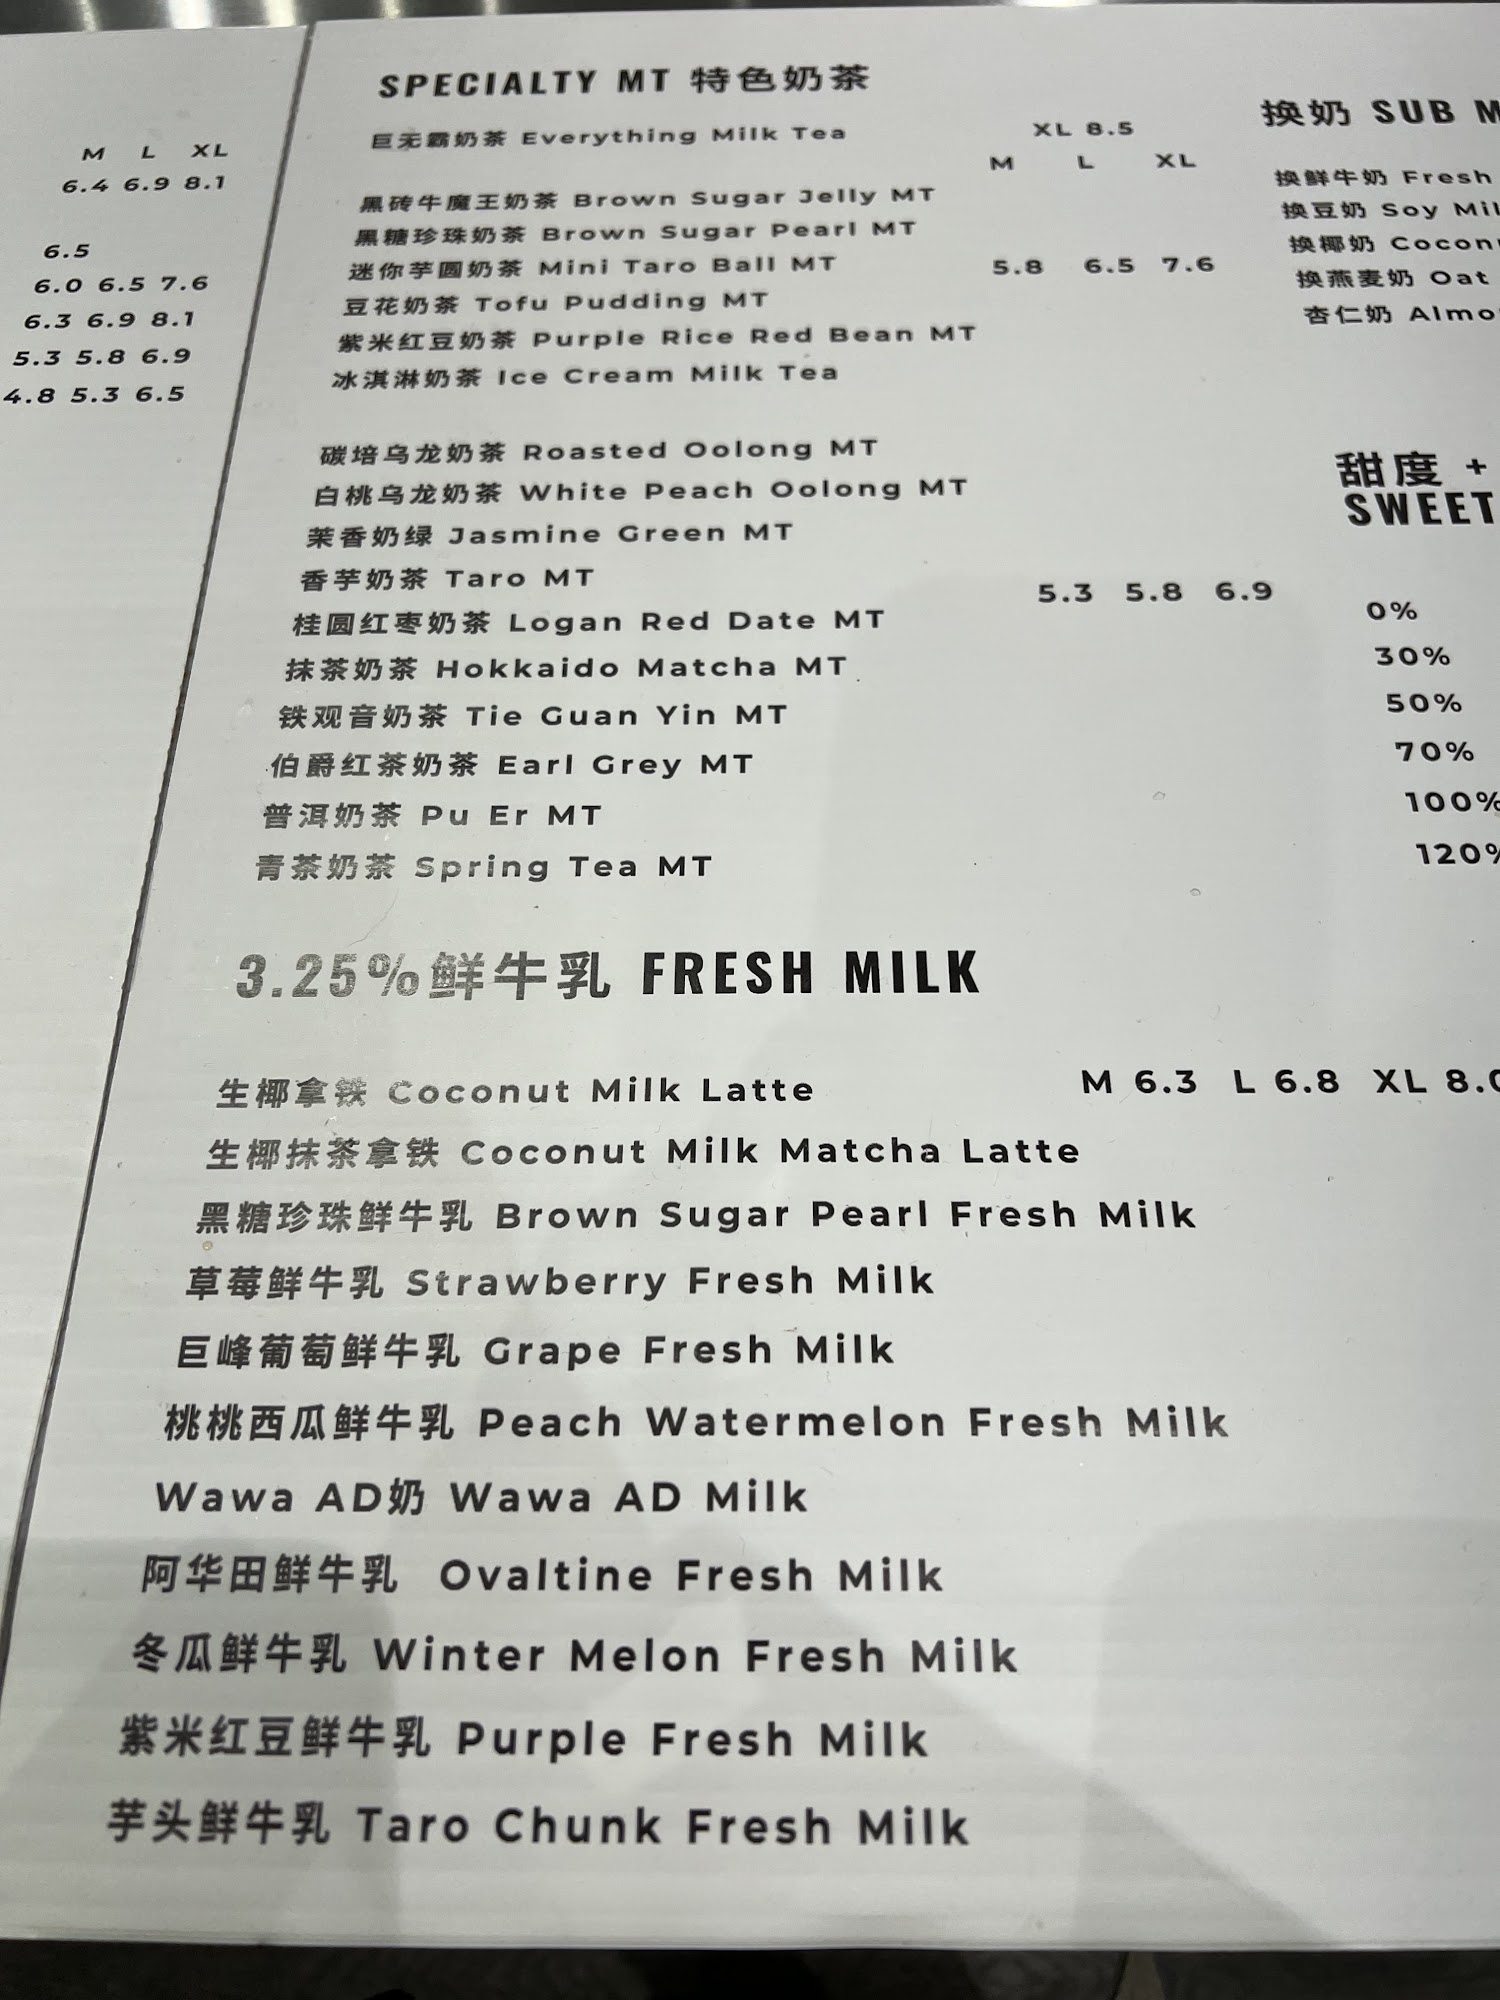 M L XL
6.4 6.9 8.1
6.5
6.0 6.5 7.6
6.3 6.9 8.1
5.3 5.8 6.9
4.8 5.3 6.5
SPECIALTY MT 特色奶茶
巨无霸奶茶 Everything Milk Tea XL 8.5
M L XL
黑砖牛魔王奶茶 Brown Sugar Jelly MT
黑糖珍珠奶茶 Brown Sugar Pearl MT
迷你芋圆奶茶 Mini Taro Ball MT 5.8 6.5 7.6
豆花奶茶 Tofu Pudding MT
紫米红豆奶茶 Purple Rice Red Bean MT
冰淇淋奶茶 Ice Cream Milk Tea
碳培乌龙奶茶 Roasted Oolong MT
白桃乌龙奶茶 White Peach Oolong MT
茉香奶绿 Jasmine Green MT
香芋奶茶 Taro MT 5.3 5.8 6.9
桂圆红枣奶茶 Logan Red Date MT
抹茶奶茶 Hokkaido Matcha MT
铁观音奶茶 Tie Guan Yin MT
伯爵红茶奶茶 Earl Grey MT
普洱奶茶 Pu Er MT
青茶奶茶 Spring Tea MT
3.25%鲜牛乳 FRESH MILK
生椰拿铁 Coconut Milk Latte M 6.3 L 6.8 XL 8.0
生椰抹茶拿铁 Coconut Milk Matcha Latte
黑糖珍珠鲜牛乳 Brown Sugar Pearl Fresh Milk
草莓鲜牛乳 Strawberry Fresh Milk
巨峰葡萄鲜牛乳 Grape Fresh Milk
桃桃西瓜鲜牛乳 Peach Watermelon Fresh Milk
Wawa AD奶 Wawa AD Milk
阿华田鲜牛乳 Ovaltine Fresh Milk
冬瓜鲜牛乳 Winter Melon Fresh Milk
紫米红豆鲜牛乳 Purple Fresh Milk
芋头鲜牛乳 Taro Chunk Fresh Milk
换奶 SUB
换鲜牛奶 Fresh
换豆奶 Soy
换椰奶
换燕麦奶 Oat
杏仁奶
甜度 +
SWEET
0%
30%
50%
70%
100%
120%